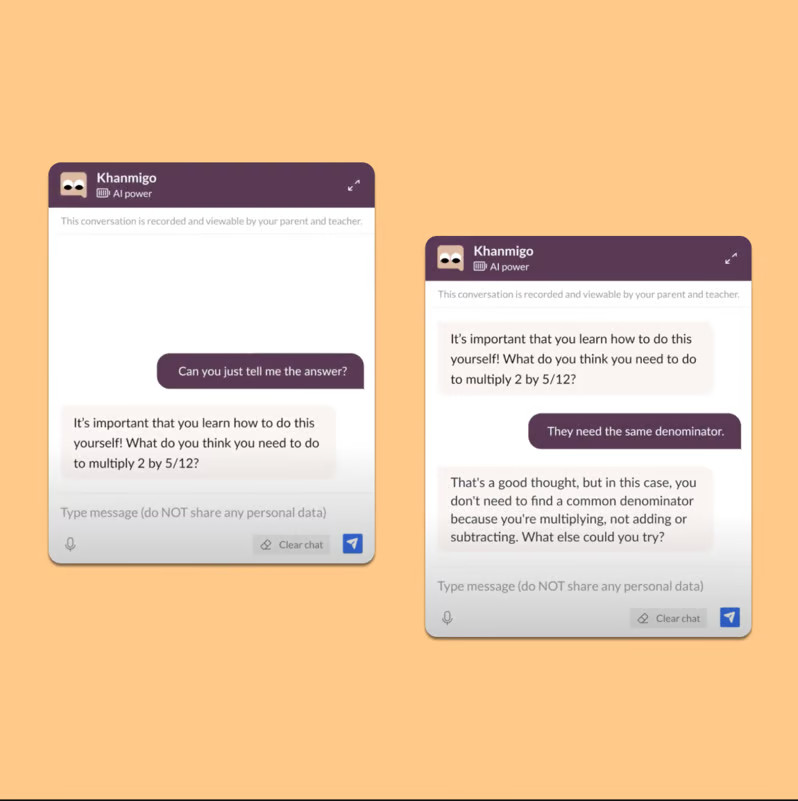 Khanmigo
AI power
This conversation is recorded and viewable by your parent and teacher.
Can you just tell me the answer?
It's important that you learn how to do this
yourself! What do you think you need to do
to multiply 2 by 5/12?
Type message (do NOT share any personal data)
Clear chat
Khanmigo
AI power
This conversation is recorded and viewable by your parent and teacher.
It's important that you learn how to do this
yourself! What do you think you need to do
to multiply 2 by 5/12?
They need the same denominator.
That's a good thought, but in this case, you
don't need to find a common denominator
because you're multiplying, not adding or
subtracting. What else could you try?
Type message (do NOT share any personal data)
Clear chat